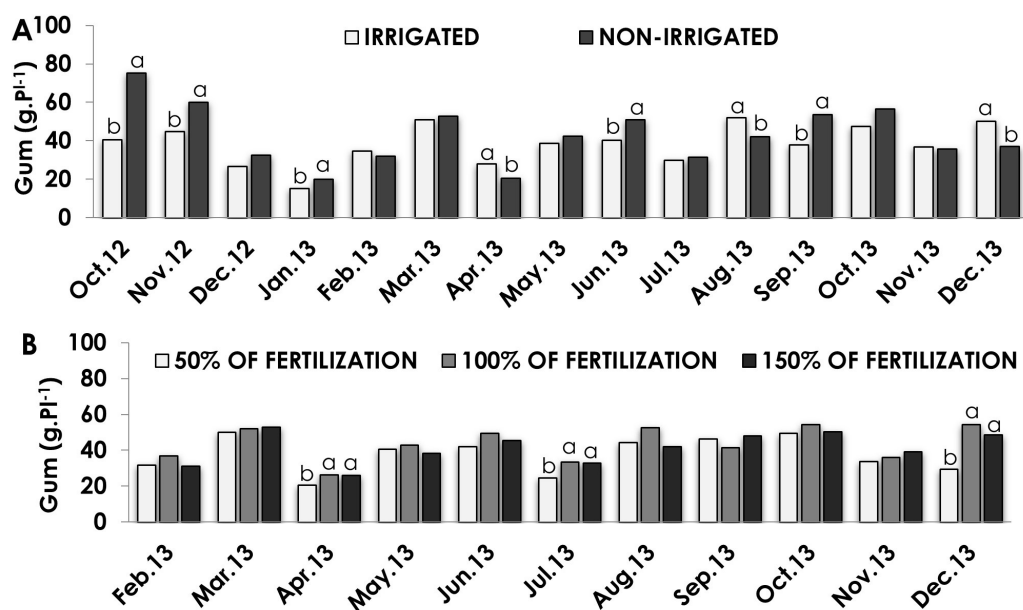 A
100
IRRIGATED NON-IRRIGATED
80
60
40
20
0
Gum (g.Pl-1)
b a
b a
b a
a b
b a
a b
b a
a b
Oct.12 Nov.12 Dec.12 Jan.13 Feb.13 Mar.13 Apr.13 May.13 Jun.13 Jul.13 Aug.13 Sep.13 Oct.13 Nov.13 Dec.13
B
100
50% OF FERTILIZATION 100% OF FERTILIZATION 150% OF FERTILIZATION
80
60
40
20
0
Gum (g.Pl-1)
b a a
b a a
b a a
Feb.13 Mar.13 Apr.13 May.13 Jun.13 Jul.13 Aug.13 Sep.13 Oct.13 Nov.13 Dec.13